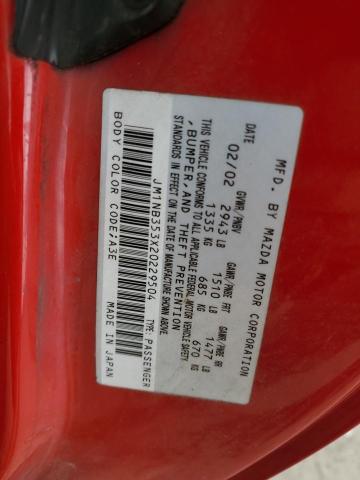 MFD. BY MAZDA MOTOR CORPORATION
DATE GVWR/PNBV GAWR/PNBE FRT GAWR/PNBE RR
02/02 2943 LB 1510 LB 1477 LB
1335 KG 685 KG 670 KG
THIS VEHICLE CONFORMS TO ALL APPLICABLE FEDERAL MOTOR VEHICLE SAFETY
, BUMPER, AND THEFT PREVENTION
STANDARDS IN EFFECT ON THE DATE OF MANUFACTURE SHOWN ABOVE.
JM1NB353X20229504 TYPE: PASSENGER
BODY COLOR CODE;A3E MADE IN JAPAN